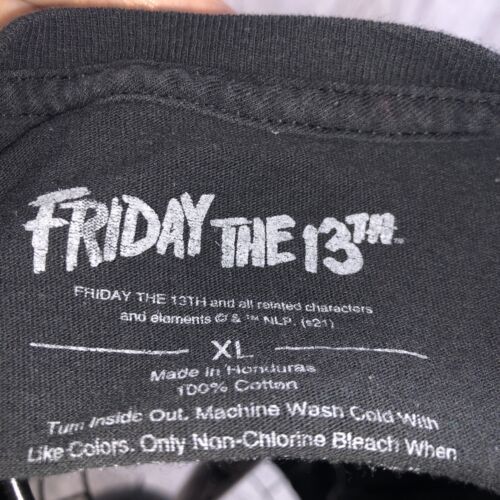 FRIDAY THE 13TH™
FRIDAY THE 13TH and all related characters
and elements © & ™ NLP. (s21)
XL
Made in Honduras
100% Cotton
Turn Inside Out. Machine Wash Cold With
Like Colors. Only Non-Chlorine Bleach When